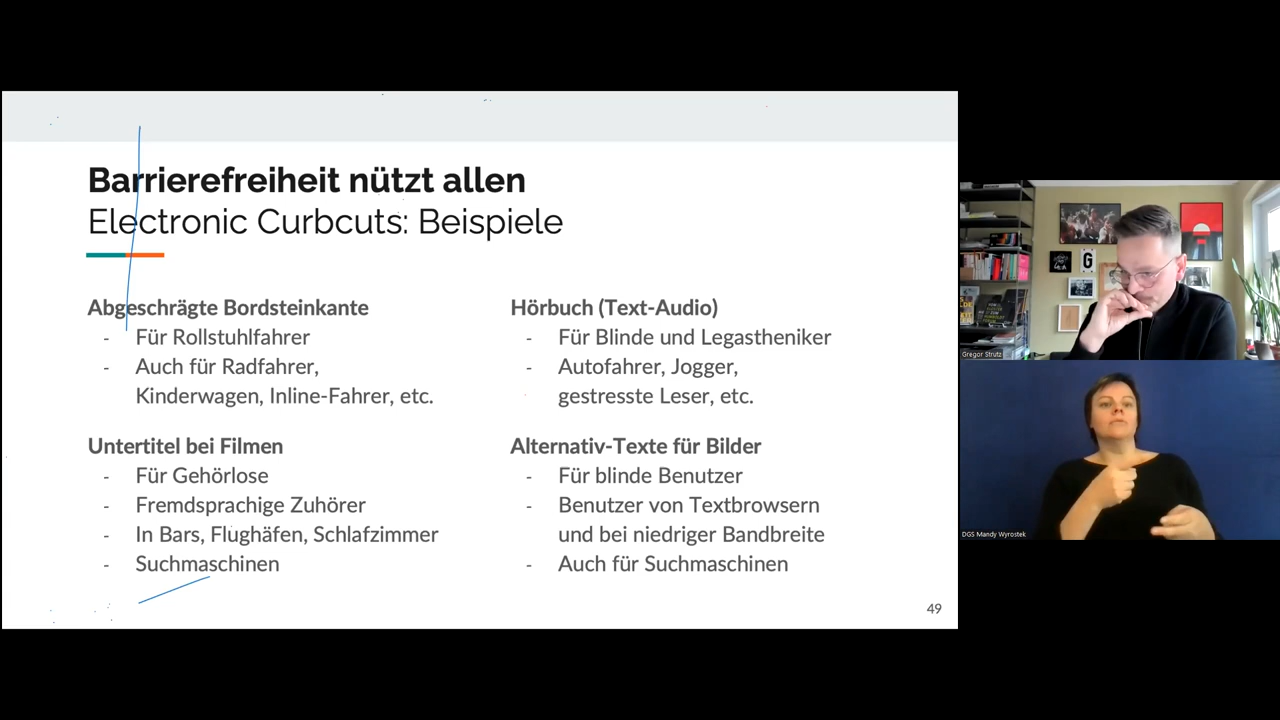 Barrierefreiheit nützt allen
Electronic Curbcuts: Beispiele
Abgeschrägte Bordsteinkante
- Für Rollstuhlfahrer
- Auch für Radfahrer,
Kinderwagen, Inline-Fahrer, etc.
Untertitel bei Filmen
- Für Gehörlose
- Fremdsprachige Zuhörer
- In Bars, Flughäfen, Schlafzimmer
- Suchmaschinen
Hörbuch (Text-Audio)
- Für Blinde und Legastheniker
- Autofahrer, Jogger,
gestresste Leser, etc.
Alternativ-Texte für Bilder
- Für blinde Benutzer
- Benutzer von Textbrowsern
und bei niedriger Bandbreite
- Auch für Suchmaschinen
49
G
Gregor Strutz
DGS Mandy Wyrostek